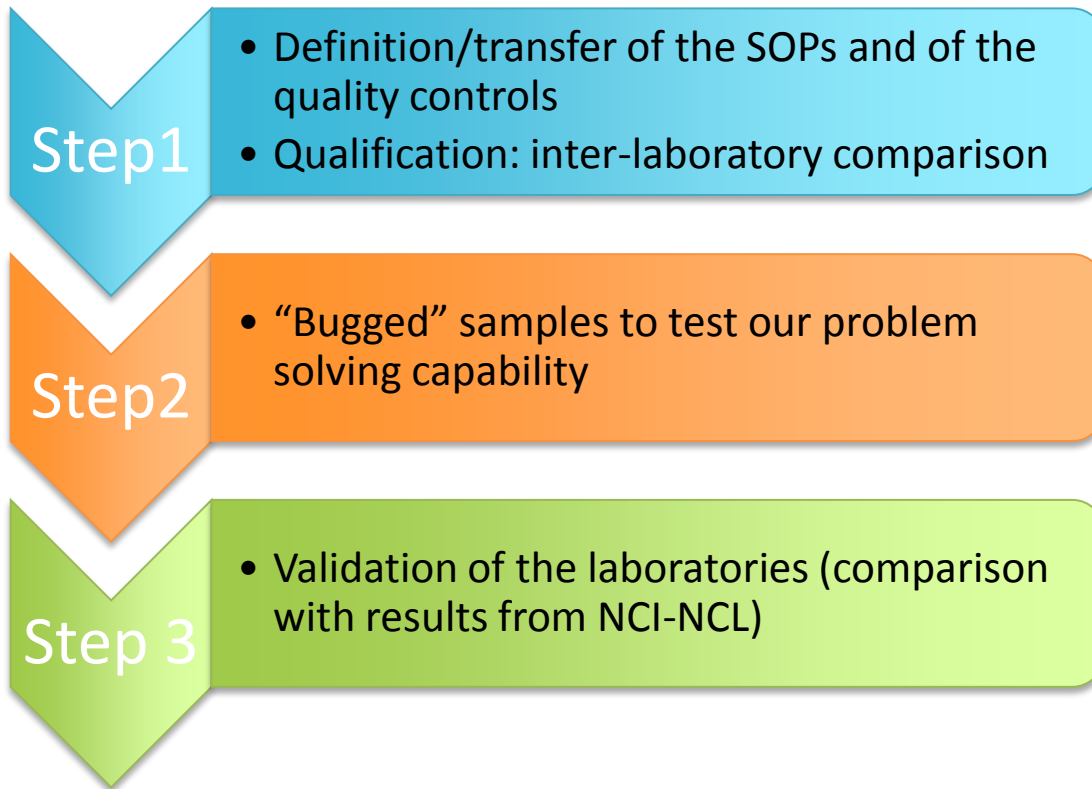 Step1
• Definition/transfer of the SOPs and of the
quality controls
• Qualification: inter-laboratory comparison
Step2
• “Bugged” samples to test our problem
solving capability
Step 3
• Validation of the laboratories (comparison
with results from NCI-NCL)